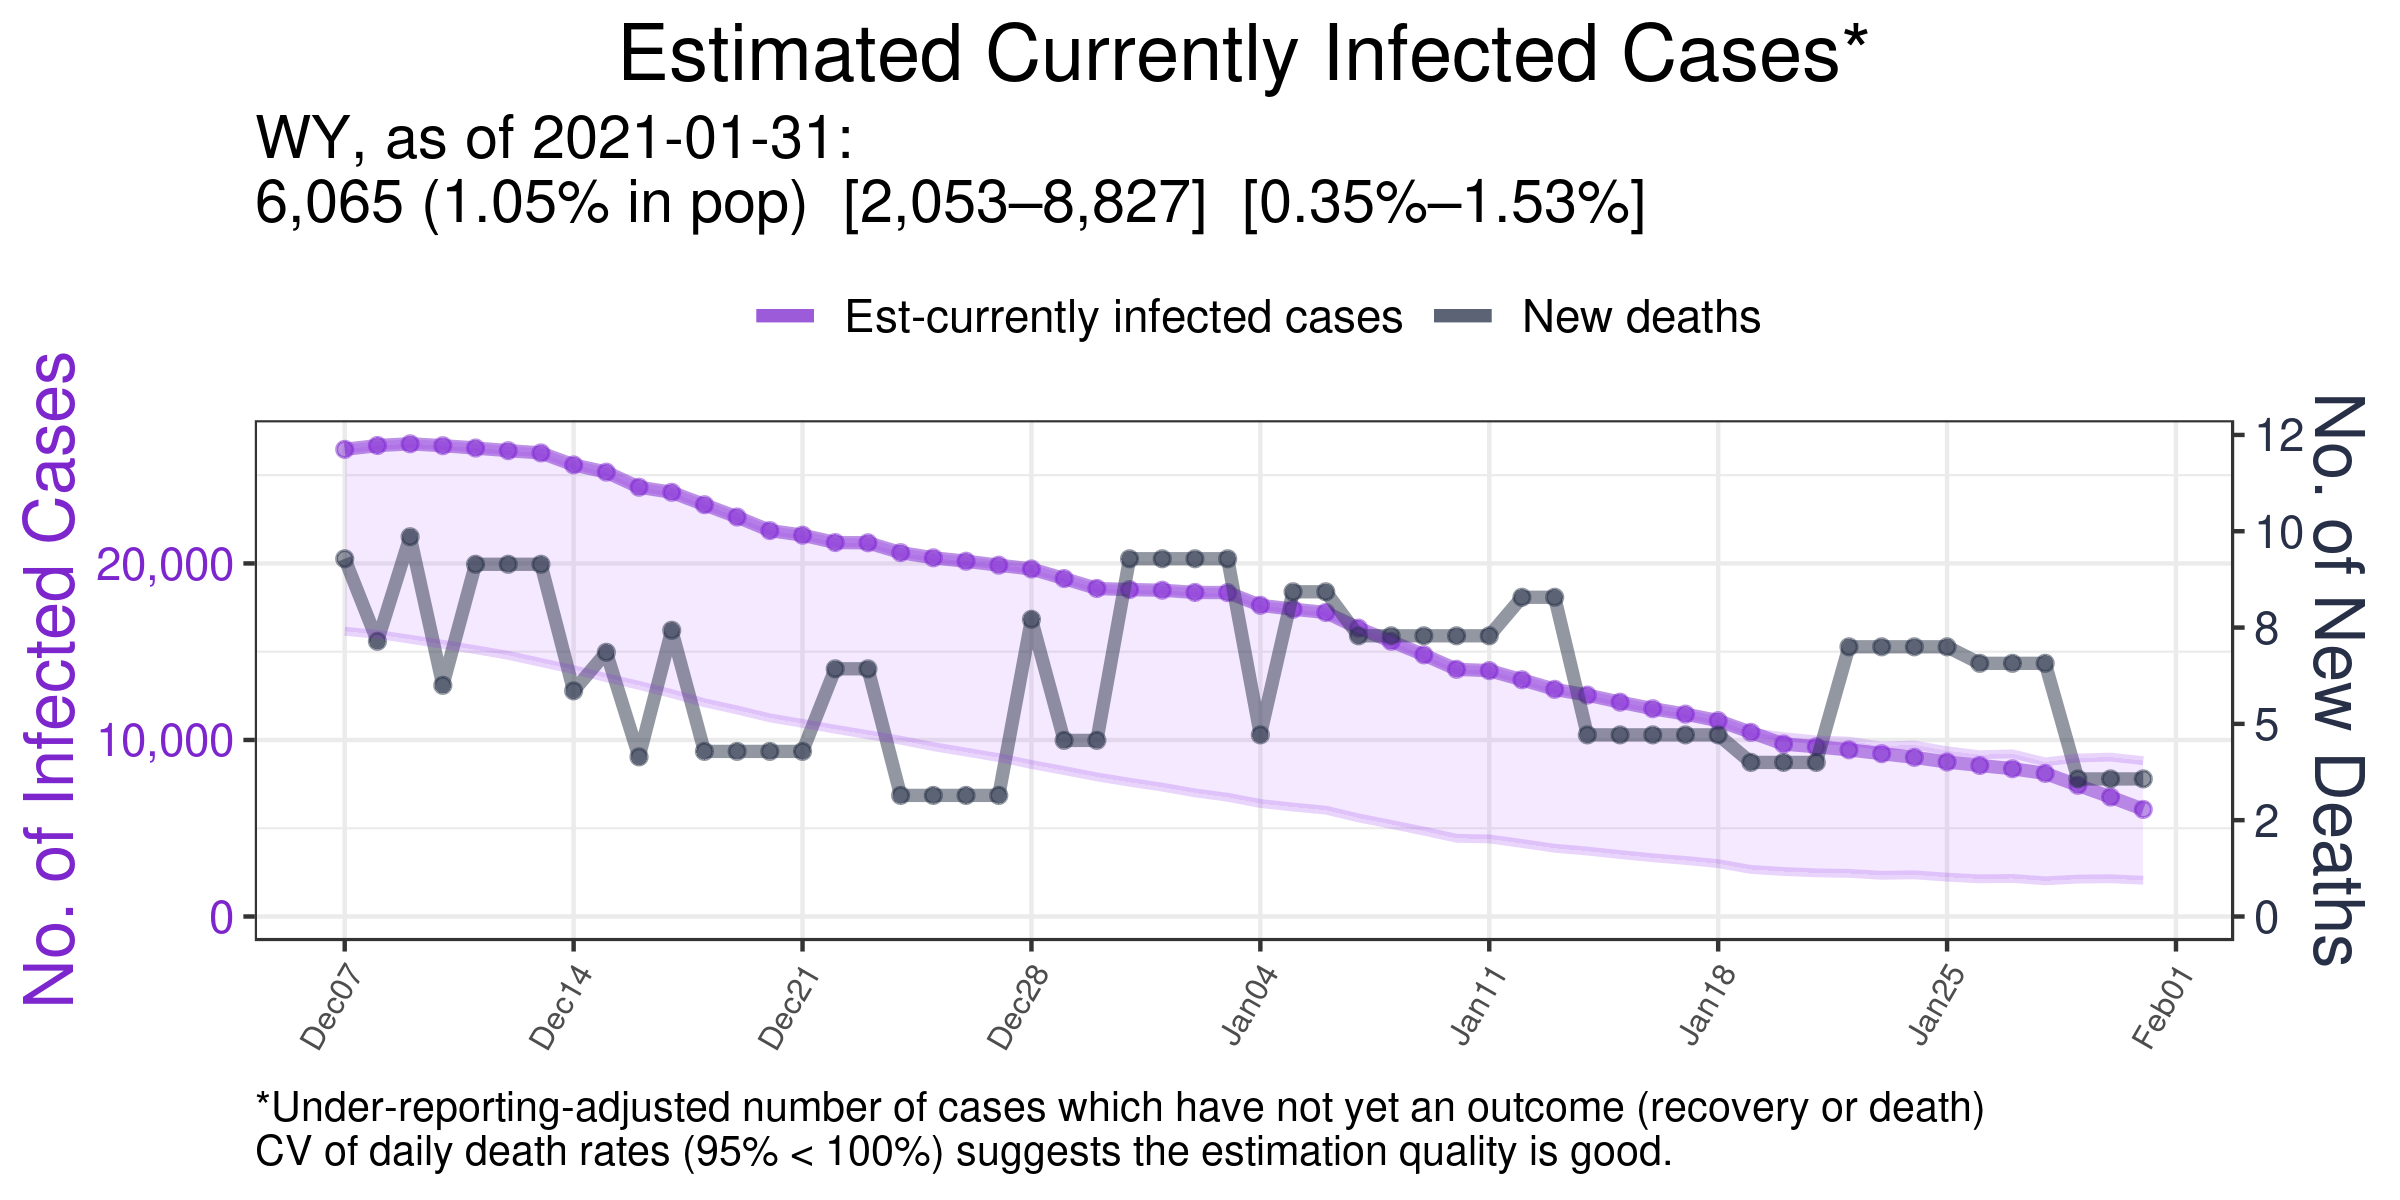 Estimated Currently Infected Cases*
WY, as of 2021-01-31:
6,065 (1.05% in pop)  [2,053–8,827]  [0.35%–1.53%]
Est-currently infected cases
New deaths
No. of Infected Cases
20,000
10,000
0
12
10
8
5
2
0
No. of New Deaths
Dec07
Dec14
Dec21
Dec28
Jan04
Jan11
Jan18
Jan25
Feb01
*Under-reporting-adjusted number of cases which have not yet an outcome (recovery or death)
CV of daily death rates (95% < 100%) suggests the estimation quality is good.